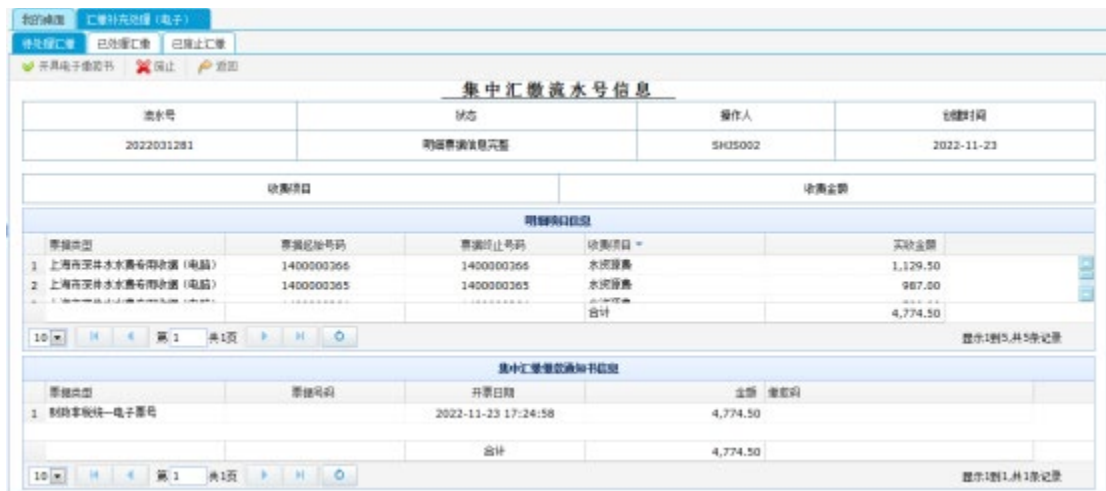 我的桌面 汇缴补充处理（电子）
待处理汇缴 已处理汇缴 已废止汇缴
开具电子缴款书 废止 返回
集中汇缴流水号信息
流水号 状态 操作人 创建时间
2022031281 明细票据信息完整 SHJS002 2022-11-23
收费项目 收费金额
明细项目信息
票据类型 票据起始号码 票据终止号码 收费项目 实收金额
1 上海市深井水水费专用收据（电脑） 1400000366 1400000366 水资源费 1,129.50
2 上海市深井水水费专用收据（电脑） 1400000365 1400000365 水资源费 987.00
合计 4,774.50
10 第 1 共1页 显示1到5,共5条记录
集中汇缴缴款通知书信息
票据类型 票据号码 开票日期 金额 缴款码
1 财政非税统一电子票号 2022-11-23 17:24:58 4,774.50
合计 4,774.50
10 第 1 共1页 显示1到1,共1条记录